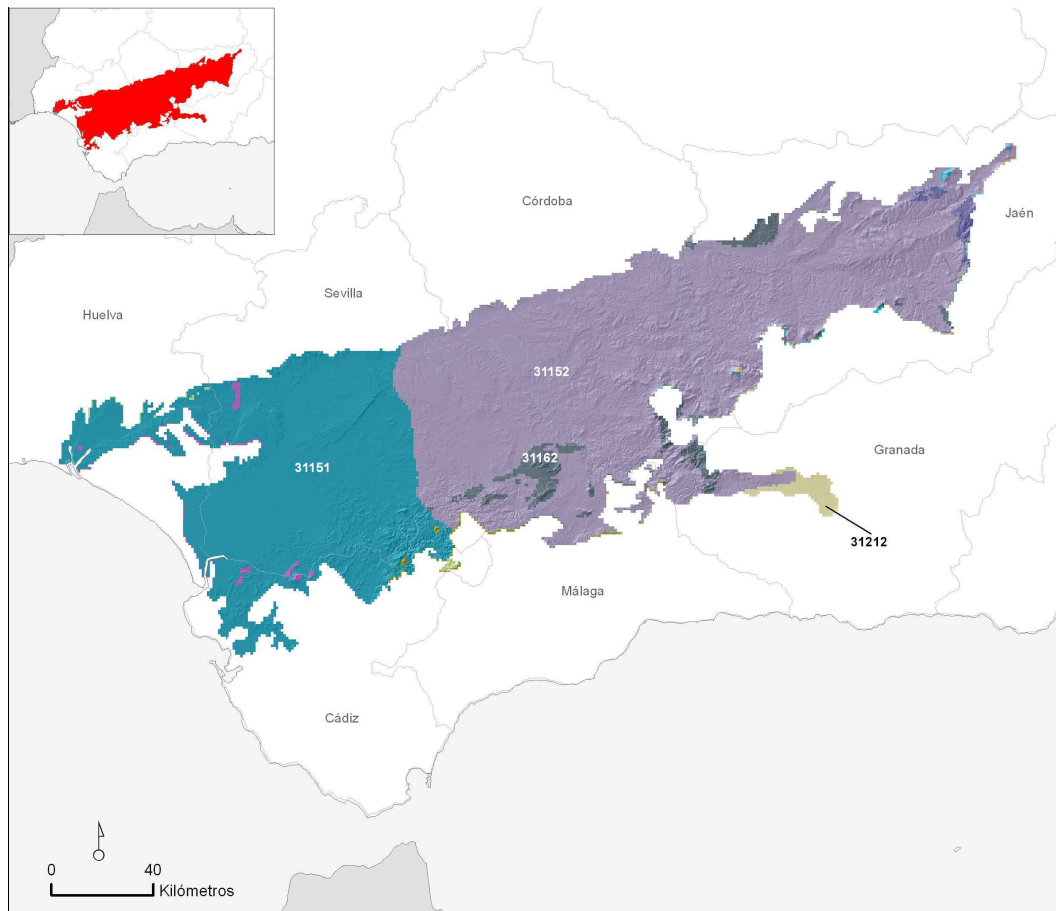 Córdoba
Jaén
Sevilla
Huelva
31152
31162
Granada
31151
31212
Málaga
Cádiz
0 40
Kilómetros